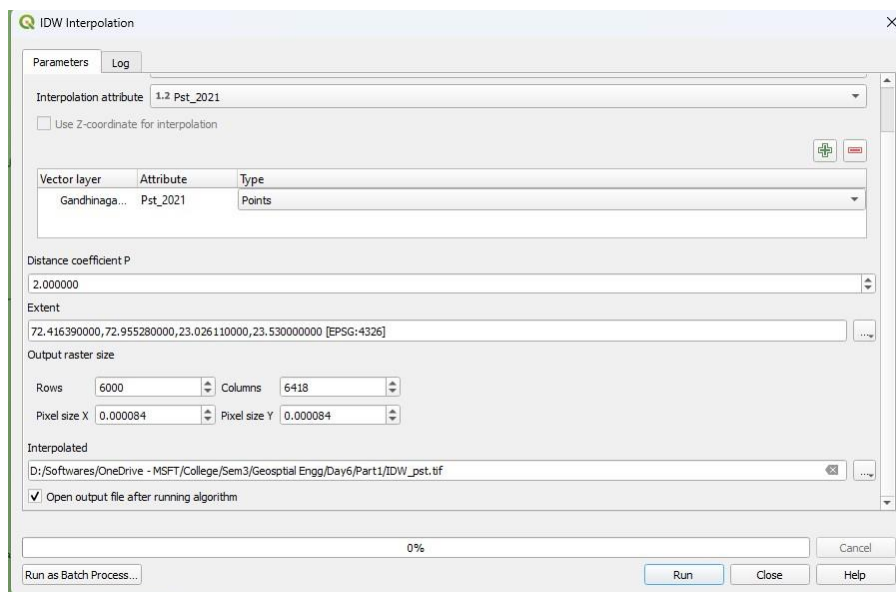 IDW Interpolation
Parameters Log
Interpolation attribute 1.2 Pst_2021
Use Z-coordinate for interpolation
Vector layer Attribute Type
Gandhinaga... Pst_2021 Points
Distance coefficient P
2.000000
Extent
72.416390000,72.955280000,23.026110000,23.530000000 [EPSG:4326]
Output raster size
Rows 6000 Columns 6418
Pixel size X 0.000084 Pixel size Y 0.000084
Interpolated
D:/Softwares/OneDrive - MSFT/College/Sem3/Geosptial Engg/Day6/Part1/IDW_pst.tif
Open output file after running algorithm
0% Cancel
Run as Batch Process... Run Close Help